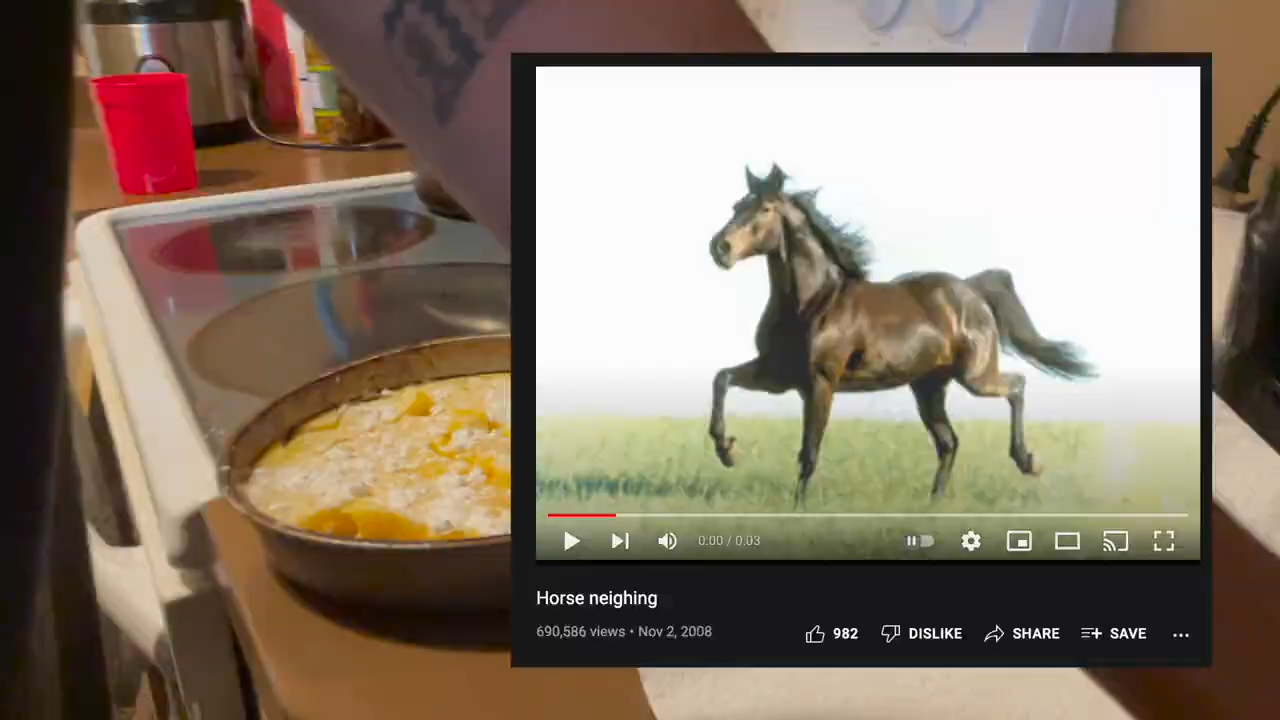 0:00 / 0:03
Horse neighing
690,586 views • Nov 2, 2008
982 DISLIKE SHARE SAVE